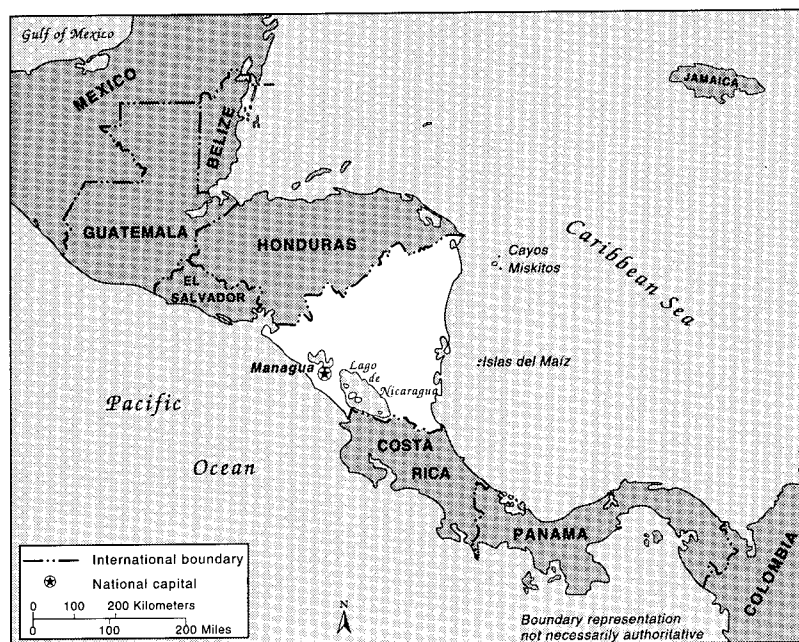 Gulf of Mexico
MEXICO
JAMAICA
BELIZE
GUATEMALA
HONDURAS
EL
SALVADOR
Caribbean Sea
Cayos
Miskitos
Managua
Lago
de
Nicaragua
Islas del Maíz
Pacific
Ocean
COSTA
RICA
PANAMA
COLOMBIA
International boundary
National capital
0 100 200 Kilometers
0 100 200 Miles
N
Boundary representation
not necessarily authoritative